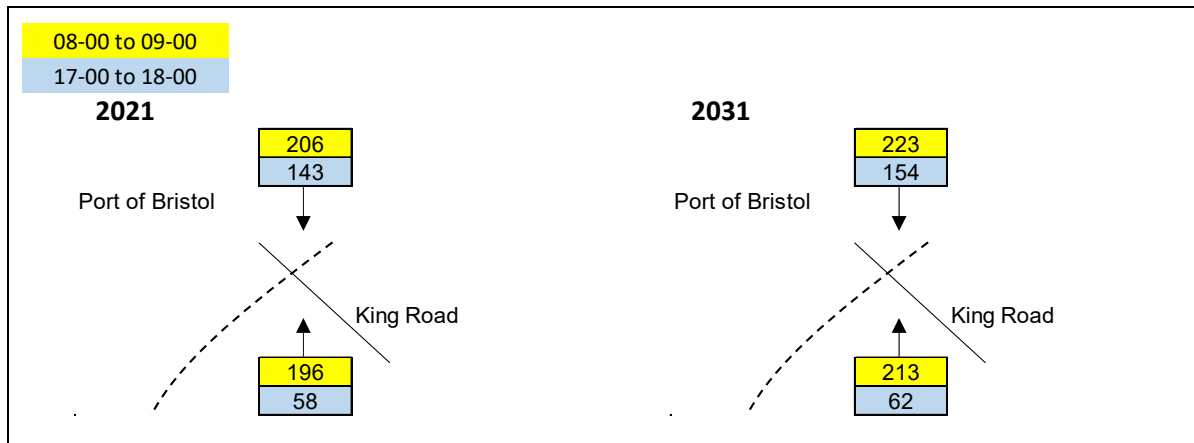 08-00 to 09-00
17-00 to 18-00
2021
206
143
Port of Bristol
King Road
196
58
2031
223
154
Port of Bristol
King Road
213
62